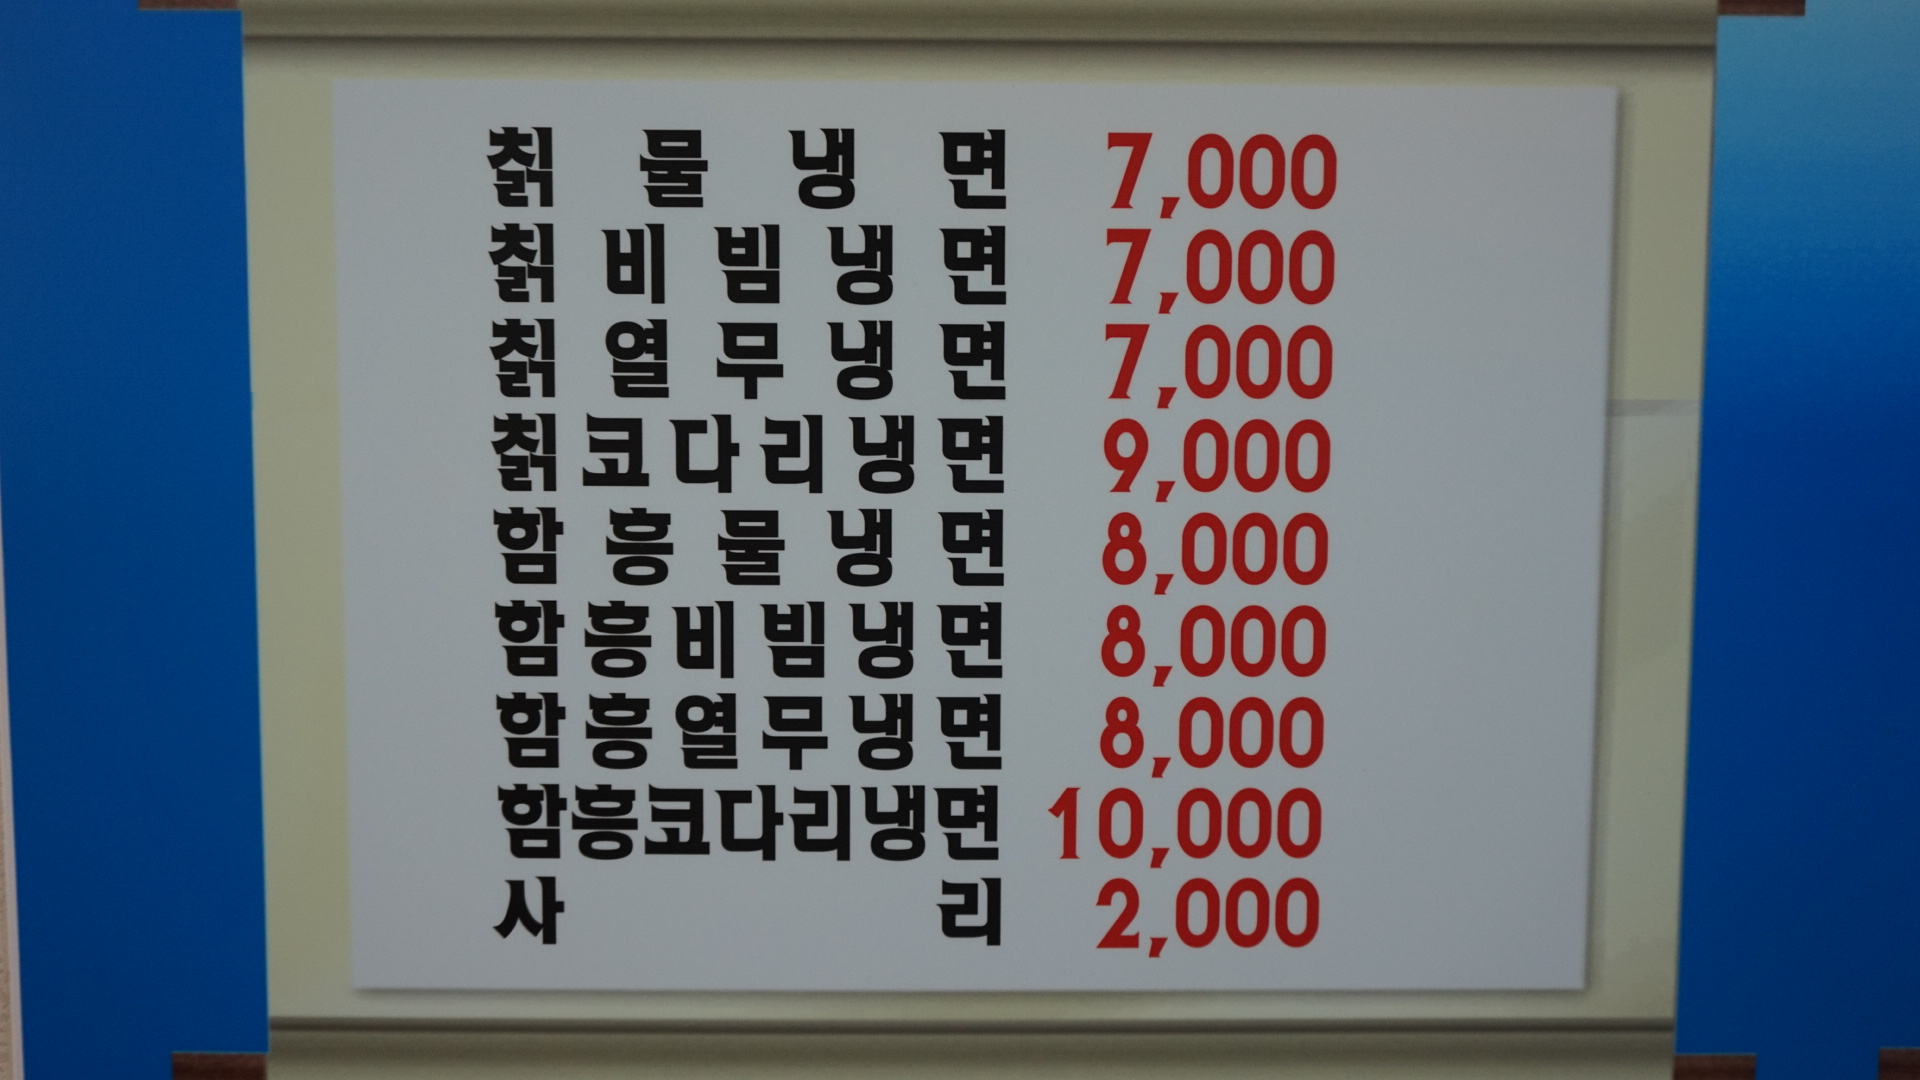 칡물냉면 7,000
칡비빔냉면 7,000
칡열무냉면 7,000
칡코다리냉면 9,000
함흥물냉면 8,000
함흥비빔냉면 8,000
함흥열무냉면 8,000
함흥코다리냉면 10,000
사리 2,000